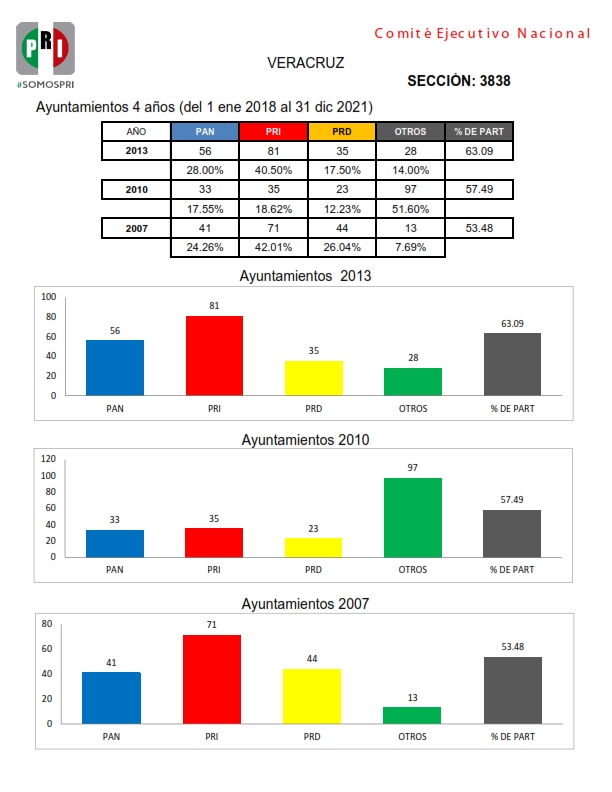 Comité Ejecutivo Nacional
PRI
#SOMOSPRI
VERACRUZ
SECCIÓN: 3838
Ayuntamientos 4 años (del 1 ene 2018 al 31 dic 2021)
AÑO PAN PRI PRD OTROS % DE PART
2013 56 81 35 28 63.09
28.00% 40.50% 17.50% 14.00%
2010 33 35 23 97 57.49
17.55% 18.62% 12.23% 51.60%
2007 41 71 44 13 53.48
24.26% 42.01% 26.04% 7.69%
Ayuntamientos 2013
100
80
60
40
20
0
56 81 35 28 63.09
PAN PRI PRD OTROS % DE PART
Ayuntamientos 2010
120
100
80
60
40
20
0
33 35 23 97 57.49
PAN PRI PRD OTROS % DE PART
Ayuntamientos 2007
80
60
40
20
0
41 71 44 13 53.48
PAN PRI PRD OTROS % DE PART